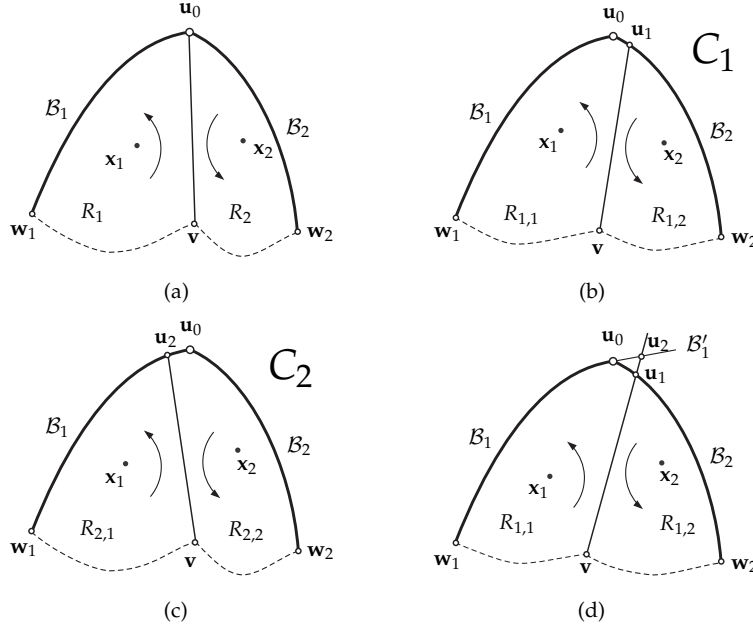 u₀
B₁
B₂
x₁
x₂
R₁
R₂
w₁
v
w₂
(a)
u₀
u₁
C₁
B₁
B₂
x₁
x₂
R₁,₁
R₁,₂
w₁
v
w₂
(b)
u₂
u₀
C₂
B₁
B₂
x₁
x₂
R₂,₁
R₂,₂
w₁
v
w₂
(c)
u₀
u₂
B′₁
u₁
B₁
B₂
x₁
x₂
R₁,₁
R₁,₂
w₁
v
w₂
(d)